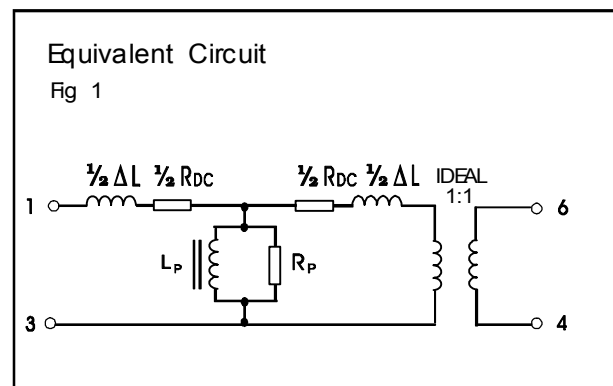 Equivalent Circuit
Fig 1
½ ΔL ½ RDC ½ RDC ½ ΔL IDEAL
1:1
1 6
LP RP
3 4